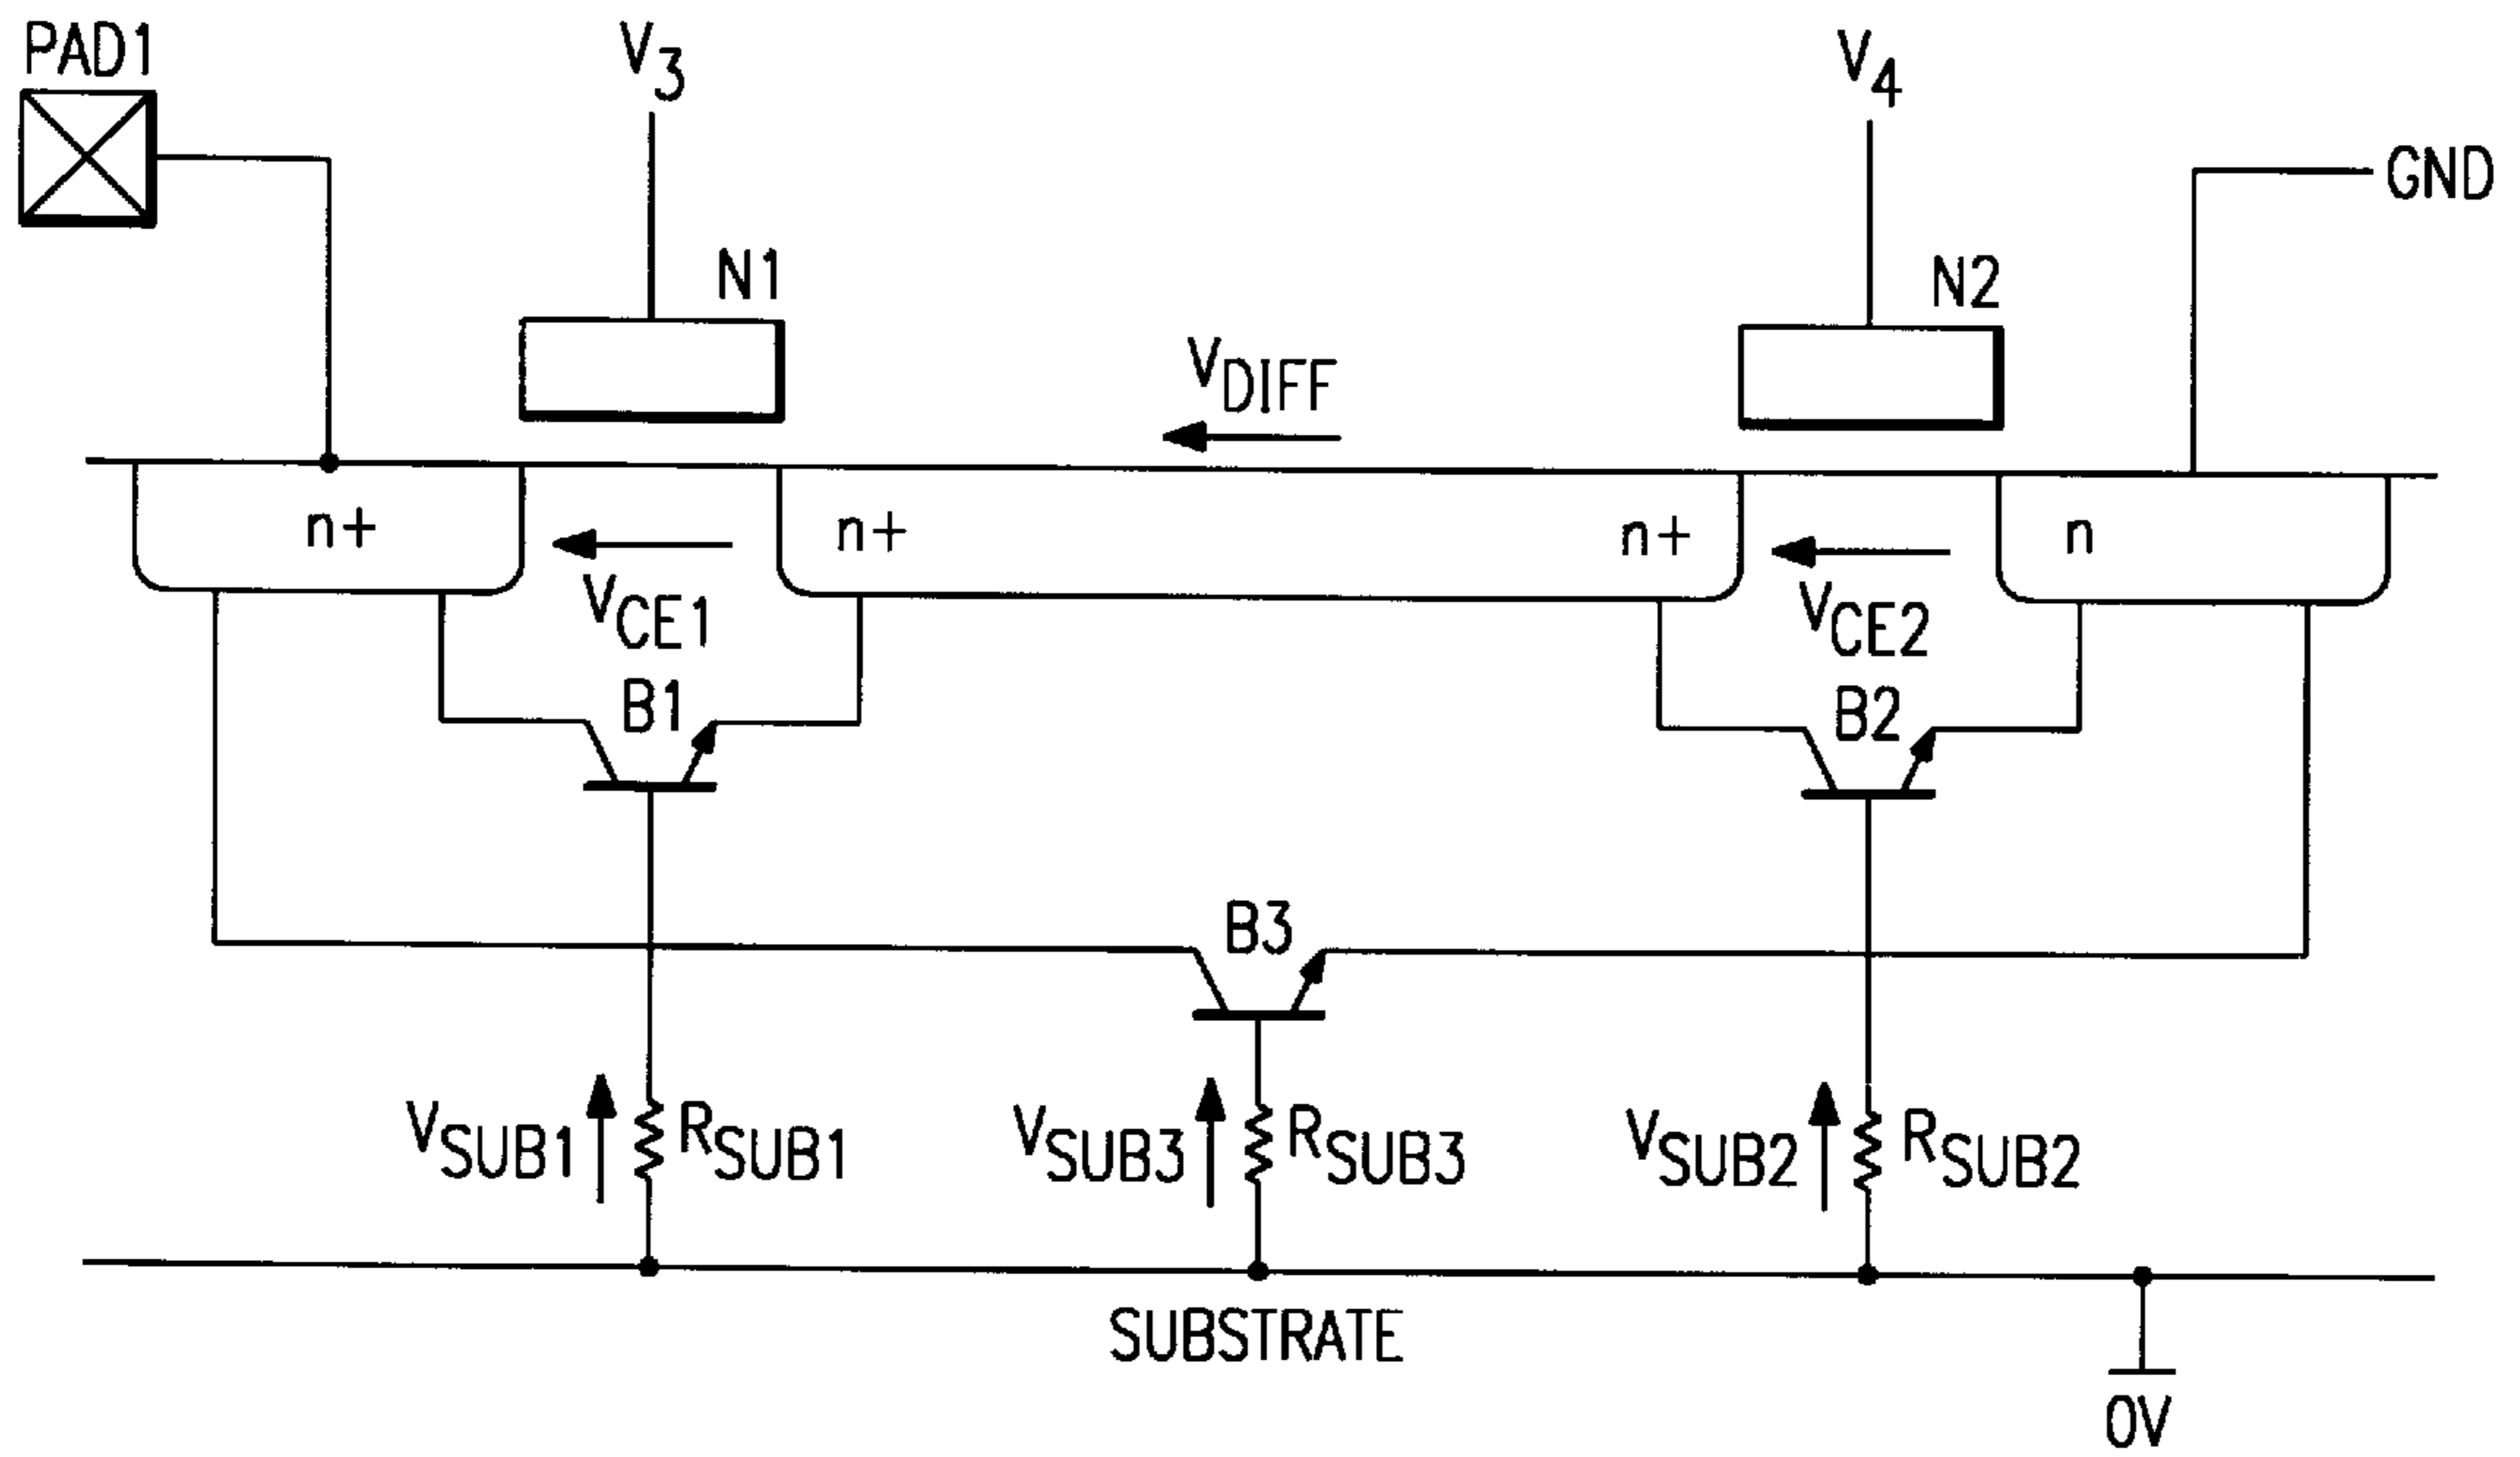 PAD1
V3
V4
GND
N1
N2
VDIFF
n+
n+
n+
n
VCE1
VCE2
B1
B2
B3
VSUB1
RSUB1
VSUB3
RSUB3
VSUB2
RSUB2
SUBSTRATE
0V